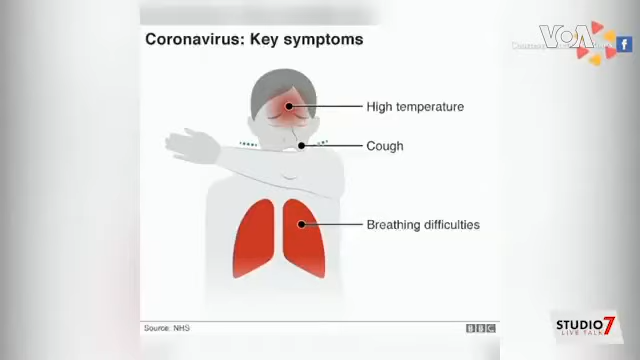 Coronavirus: Key symptoms
VOA
High temperature
Cough
Breathing difficulties
Source: NHS
BBC
STUDIO 7
LIVE TALK